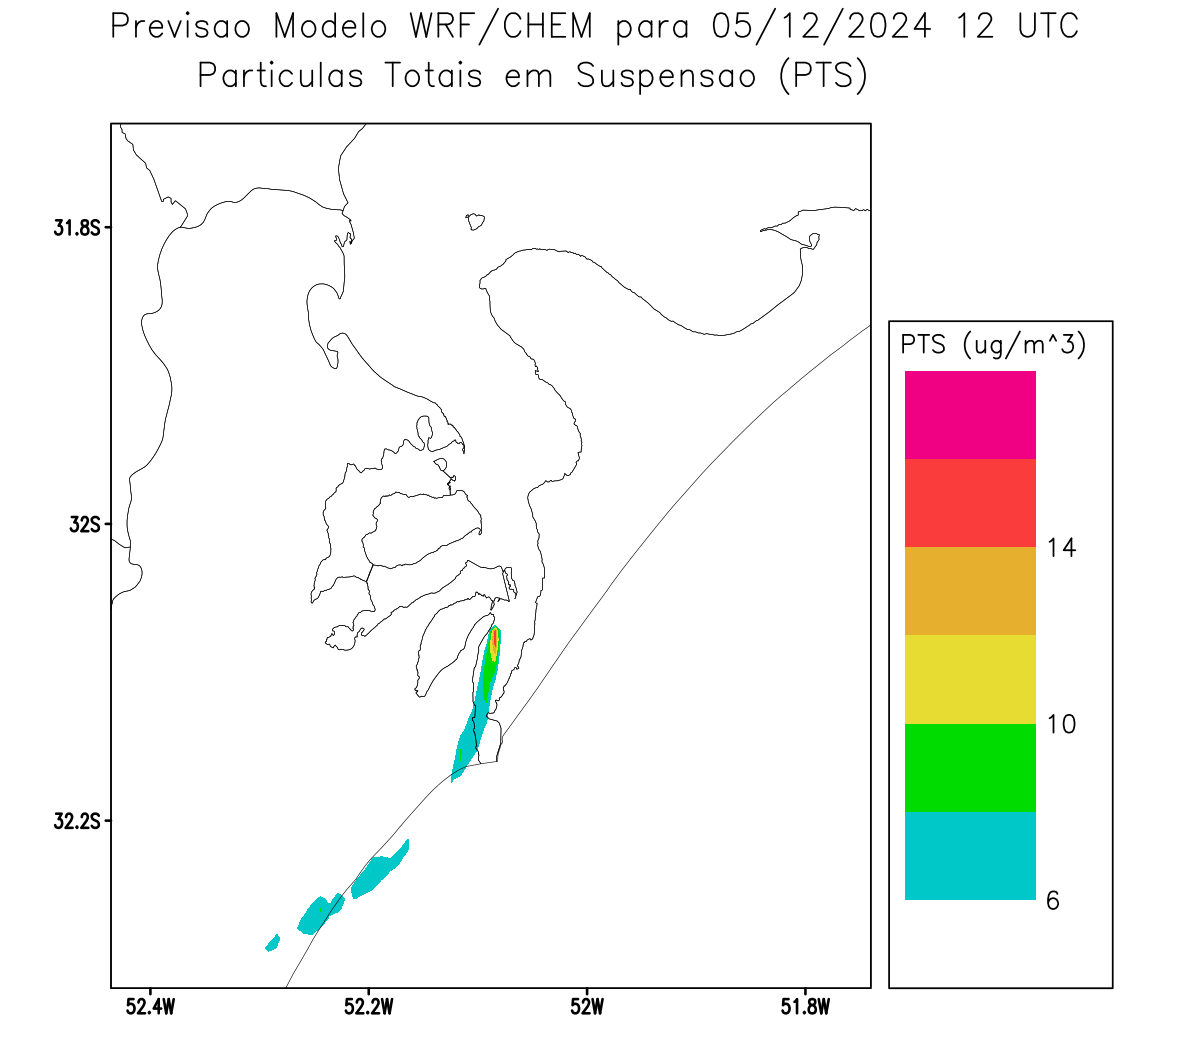 Previsao Modelo WRF/CHEM para 05/12/2024 12 UTC
Particulas Totais em Suspensao (PTS)
31.8S
32S
32.2S
52.4W 52.2W 52W 51.8W
PTS (ug/m^3)
14
10
6